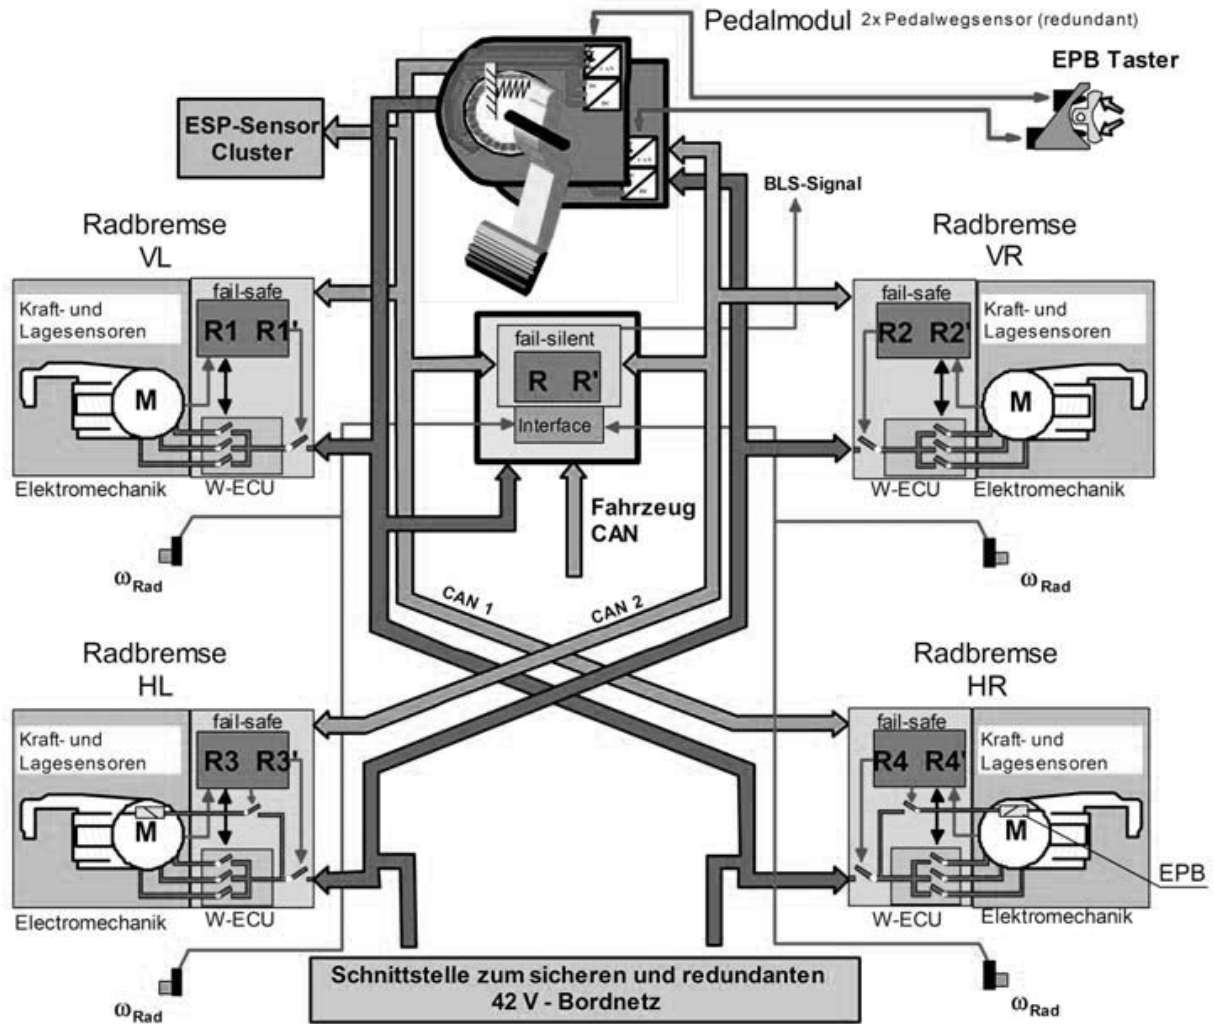 Pedalmodul 2x Pedalwegsensor (redundant)
EPB Taster
ESP-Sensor
Cluster
BLS-Signal
Radbremse
VL
Radbremse
VR
Kraft- und
Lagesensoren
fail-safe
R1 R1'
M
Elektromechanik
W-ECU
fail-silent
R R'
Interface
fail-safe
R2 R2'
Kraft- und
Lagesensoren
M
W-ECU
Elektromechanik
Fahrzeug
CAN
ωRad
ωRad
CAN 1
CAN 2
Radbremse
HL
Radbremse
HR
Kraft- und
Lagesensoren
fail-safe
R3 R3'
M
Electromechanik
W-ECU
fail-safe
R4 R4'
Kraft- und
Lagesensoren
M
EPB
W-ECU
Elektromechanik
Schnittstelle zum sicheren und redundanten
42 V - Bordnetz
ωRad
ωRad